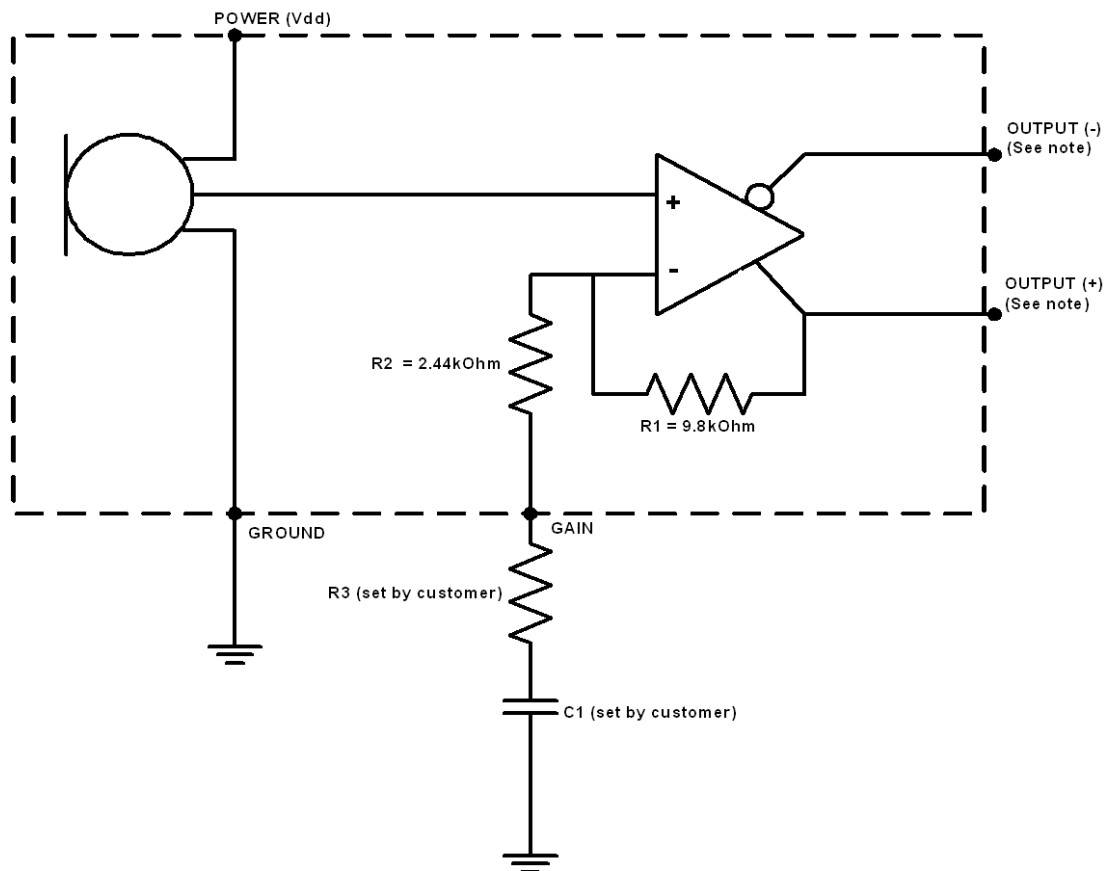 POWER (Vdd)
OUTPUT (-)
(See note)
+
-
OUTPUT (+)
(See note)
R2 = 2.44kOhm
R1 = 9.8kOhm
GROUND
GAIN
R3 (set by customer)
C1 (set by customer)